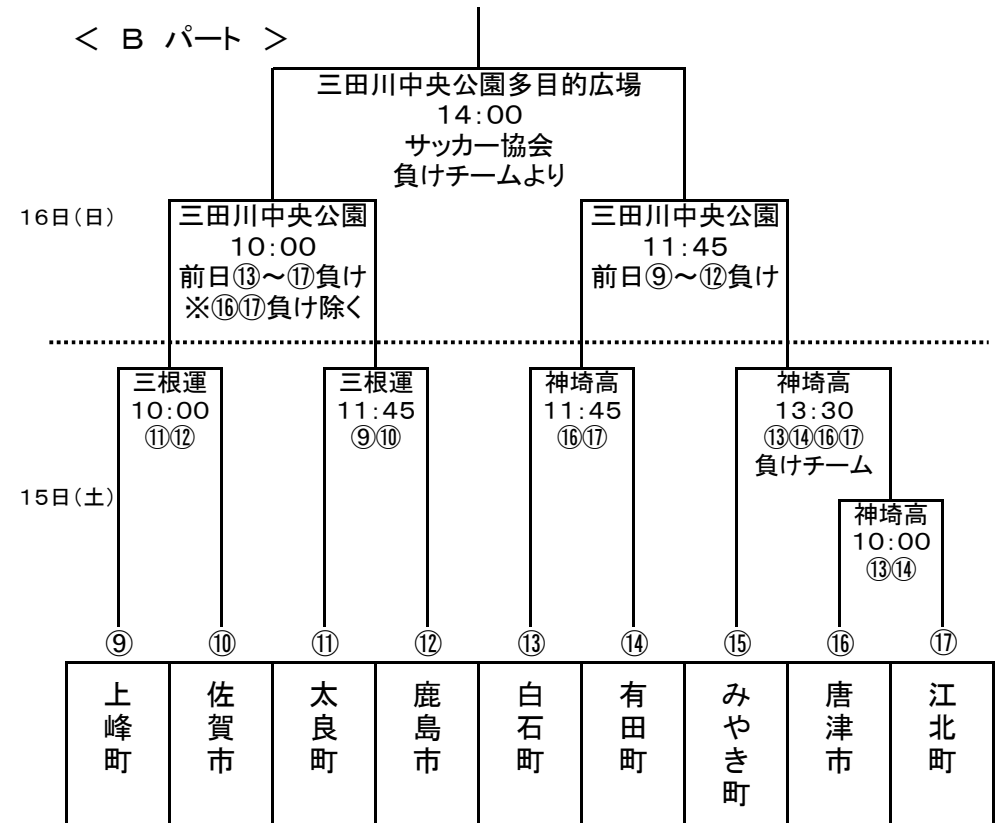 ＜ B パート ＞
三田川中央公園多目的広場
14:00
サッカー協会
負けチームより
16日(日)
三田川中央公園
10:00
前日⑬～⑰負け
※⑯⑰負け除く
三田川中央公園
11:45
前日⑨～⑫負け
15日(土)
三根運
10:00
⑪⑫
三根運
11:45
⑨⑩
神埼高
11:45
⑯⑰
神埼高
13:30
⑬⑭⑯⑰
負けチーム
神埼高
10:00
⑬⑭
⑨ ⑩ ⑪ ⑫ ⑬ ⑭ ⑮ ⑯ ⑰
上峰町
佐賀市
太良町
鹿島市
白石町
有田町
みやき町
唐津市
江北町